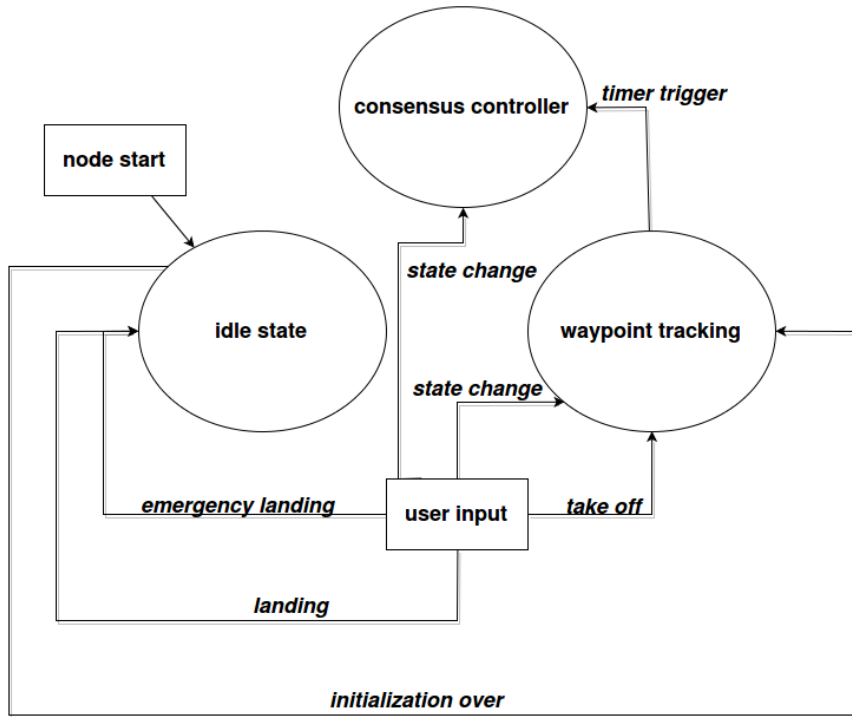 timer trigger
consensus controller
node start
state change
idle state
waypoint tracking
state change
emergency landing
user input
take off
landing
initialization over